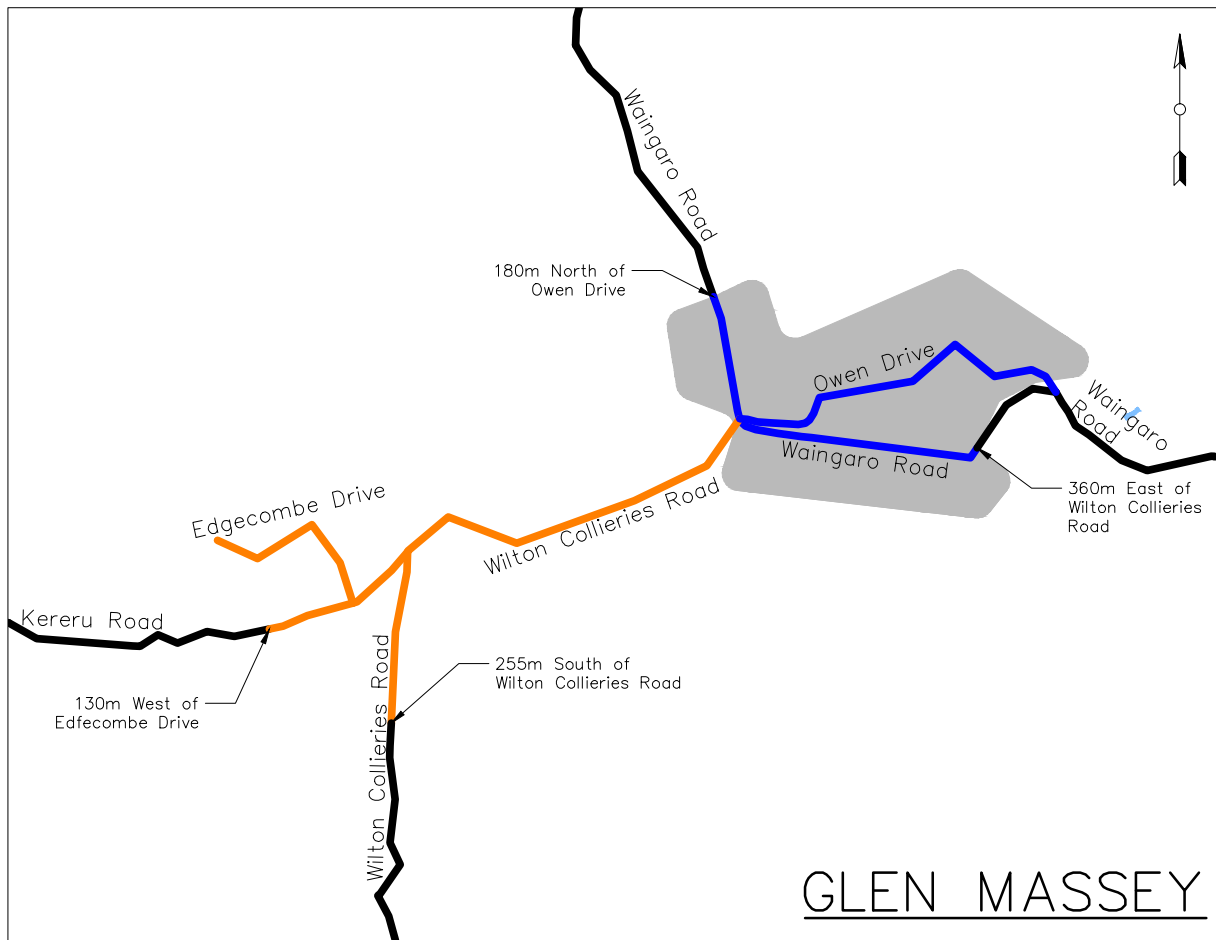 Waingaro Road
180m North of
Owen Drive
Owen Drive
Waingaro
Road
Waingaro Road
360m East of
Wilton Collieries
Road
Edgecombe Drive
Wilton Collieries Road
Kereru Road
255m South of
Wilton Collieries Road
130m West of
Edfecombe Drive
Wilton Collieries Road
GLEN MASSEY